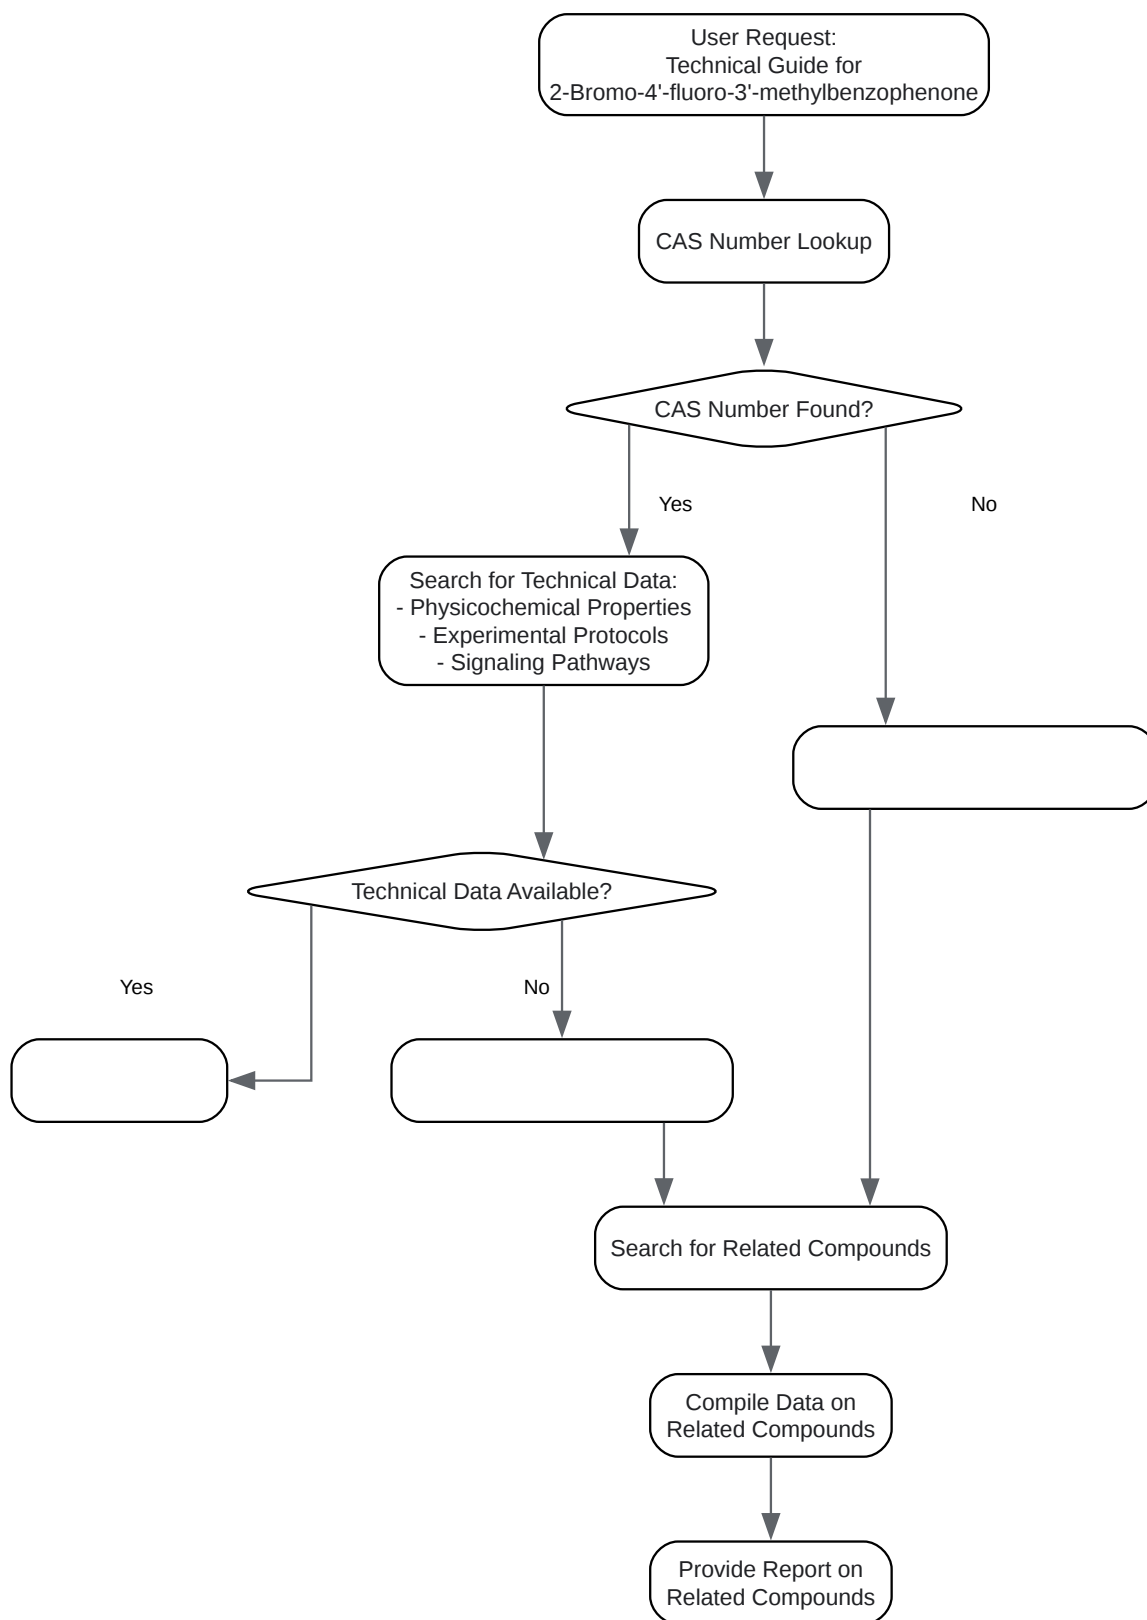 User Request:
Technical Guide for
2-Bromo-4'-fluoro-3'-methylbenzophenone
CAS Number Lookup
CAS Number Found?
Yes
No
Search for Technical Data:
- Physicochemical Properties
- Experimental Protocols
- Signaling Pathways
Technical Data Available?
Yes
No
Search for Related Compounds
Compile Data on
Related Compounds
Provide Report on
Related Compounds